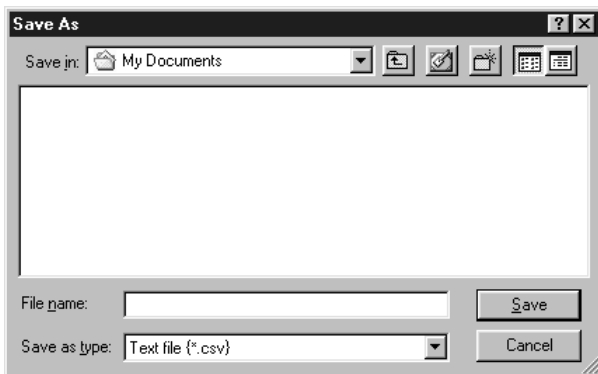 Save As
Save in: My Documents
File name:
Save
Save as type: Text file {*.csv}
Cancel